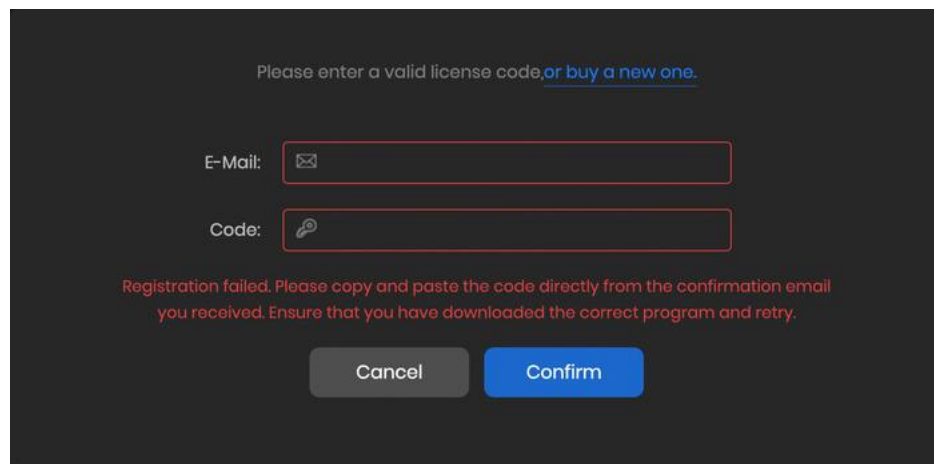 Please enter a valid license code,or buy a new one.
E-Mail:
Code:
Registration failed. Please copy and paste the code directly from the confirmation email
you received. Ensure that you have downloaded the correct program and retry.
Cancel Confirm